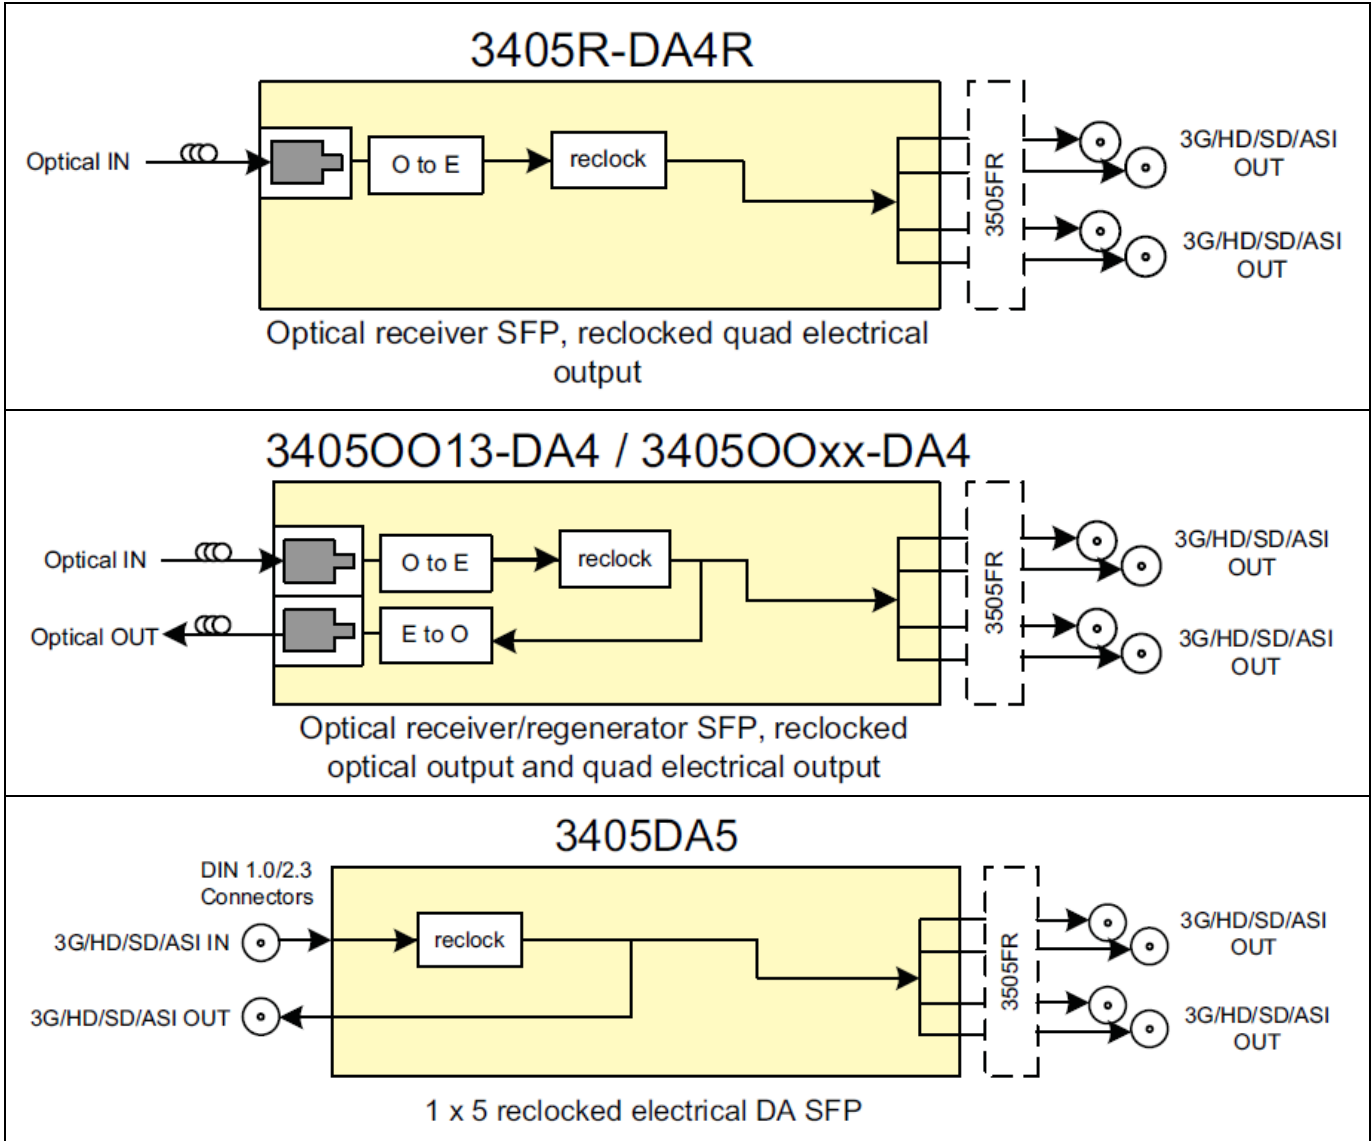 3405R-DA4R
Optical IN
O to E
reclock
3505FR
3G/HD/SD/ASI
OUT
3G/HD/SD/ASI
OUT
Optical receiver SFP, reclocked quad electrical
output
3405OO13-DA4 / 3405OOxx-DA4
Optical IN
O to E
reclock
Optical OUT
E to O
3505FR
3G/HD/SD/ASI
OUT
3G/HD/SD/ASI
OUT
Optical receiver/regenerator SFP, reclocked
optical output and quad electrical output
3405DA5
DIN 1.0/2.3
Connectors
3G/HD/SD/ASI IN
reclock
3G/HD/SD/ASI OUT
3505FR
3G/HD/SD/ASI
OUT
3G/HD/SD/ASI
OUT
1 x 5 reclocked electrical DA SFP